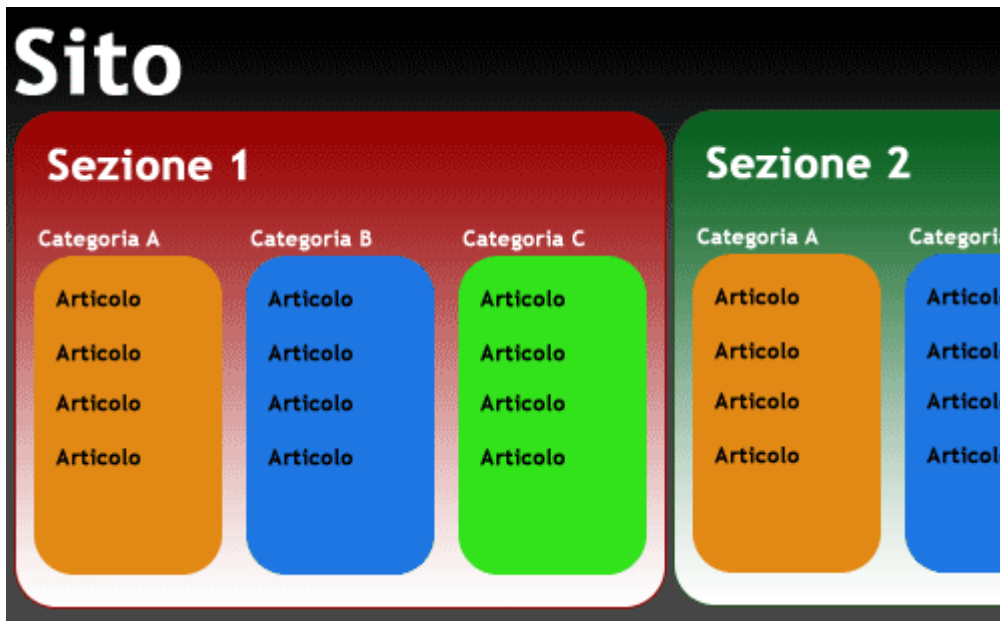 Sito
Sezione 1
Categoria A
Articolo
Articolo
Articolo
Articolo
Categoria B
Articolo
Articolo
Articolo
Articolo
Categoria C
Articolo
Articolo
Articolo
Articolo
Sezione 2
Categoria A
Articolo
Articolo
Articolo
Articolo